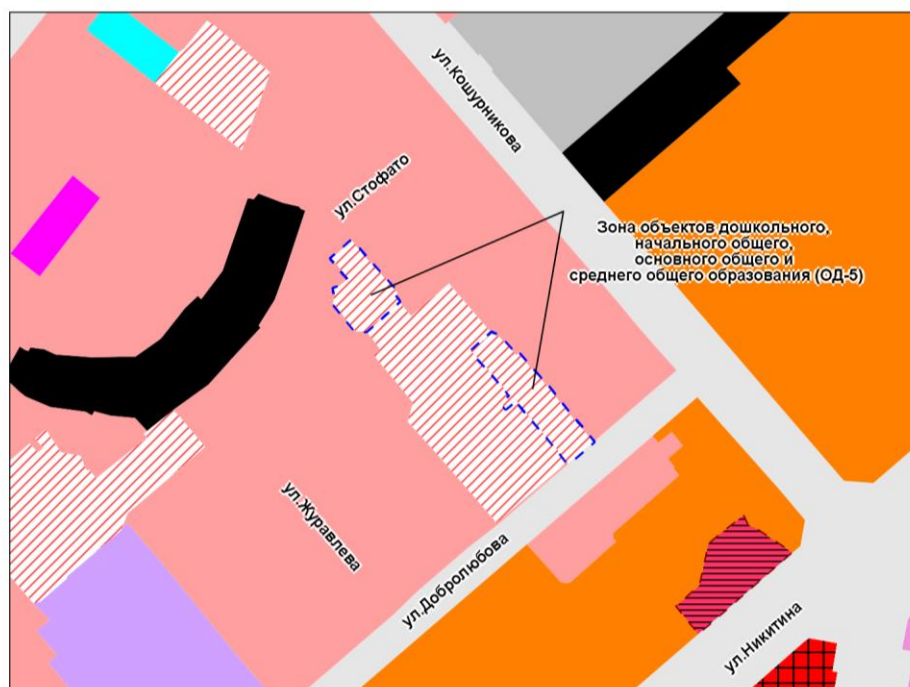 ул.Кошурникова
ул.Стофато
Зона объектов дошкольного,
начального общего,
основного общего и
среднего общего образования (ОД-5)
ул.Журавлева
ул.Добролюбова
ул.Никитина